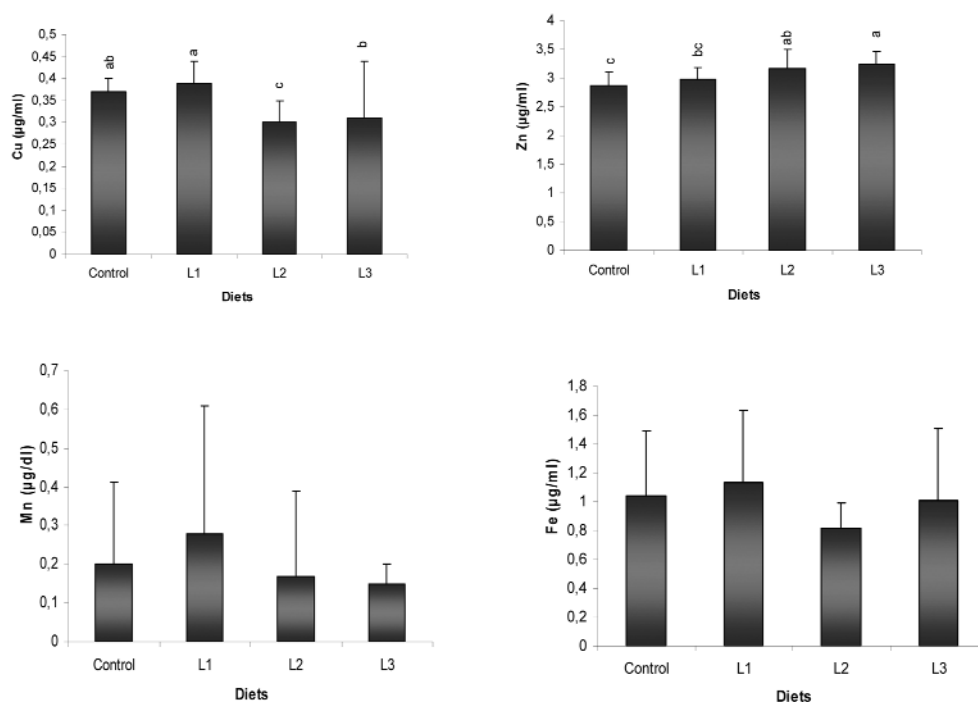 Cu (µg/ml)
0,5
0,45
0,4
0,35
0,3
0,25
0,2
0,15
0,1
0,05
0
ab
a
c
b
Control L1 L2 L3
Diets
Zn (µg/ml)
4
3,5
3
2,5
2
1,5
1
0,5
0
c
bc
ab
a
Control L1 L2 L3
Diets
Mn (µg/dl)
0,7
0,6
0,5
0,4
0,3
0,2
0,1
0
Control L1 L2 L3
Diets
Fe (µg/ml)
1,8
1,6
1,4
1,2
1
0,8
0,6
0,4
0,2
0
Control L1 L2 L3
Diets